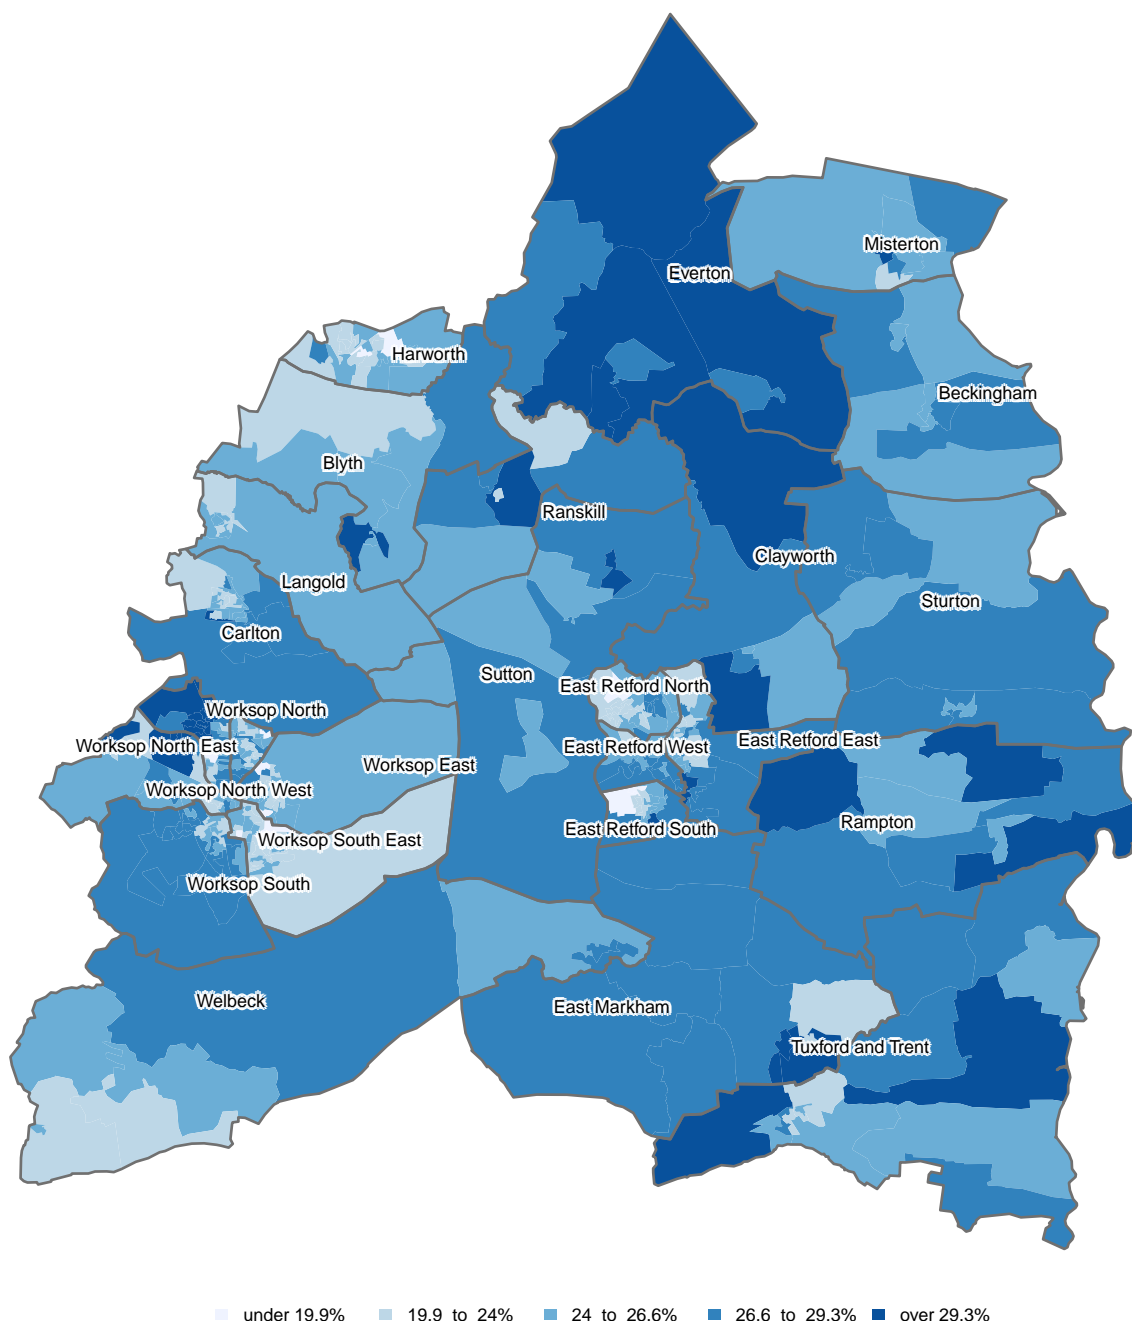 Misterton
Everton
Harworth
Beckingham
Blyth
Ranskill
Clayworth
Langold
Sturton
Carlton
Sutton
East Retford North
Worksop North
East Retford East
Worksop North East
East Retford West
Worksop East
Worksop North West
Rampton
East Retford South
Worksop South East
Worksop South
Welbeck
East Markham
Tuxford and Trent
under 19.9% 19.9 to 24% 24 to 26.6% 26.6 to 29.3% over 29.3%